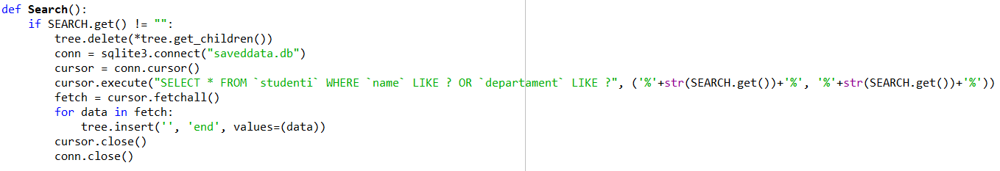 def Search():
    if SEARCH.get() != "":
        tree.delete(*tree.get_children())
        conn = sqlite3.connect("saveddata.db")
        cursor = conn.cursor()
        cursor.execute("SELECT * FROM `studenti` WHERE `name` LIKE ? OR `departament` LIKE ?", ('%'+str(SEARCH.get())+'%', '%'+str(SEARCH.get())+'%'))
        fetch = cursor.fetchall()
        for data in fetch:
            tree.insert('', 'end', values=(data))
        cursor.close()
        conn.close()